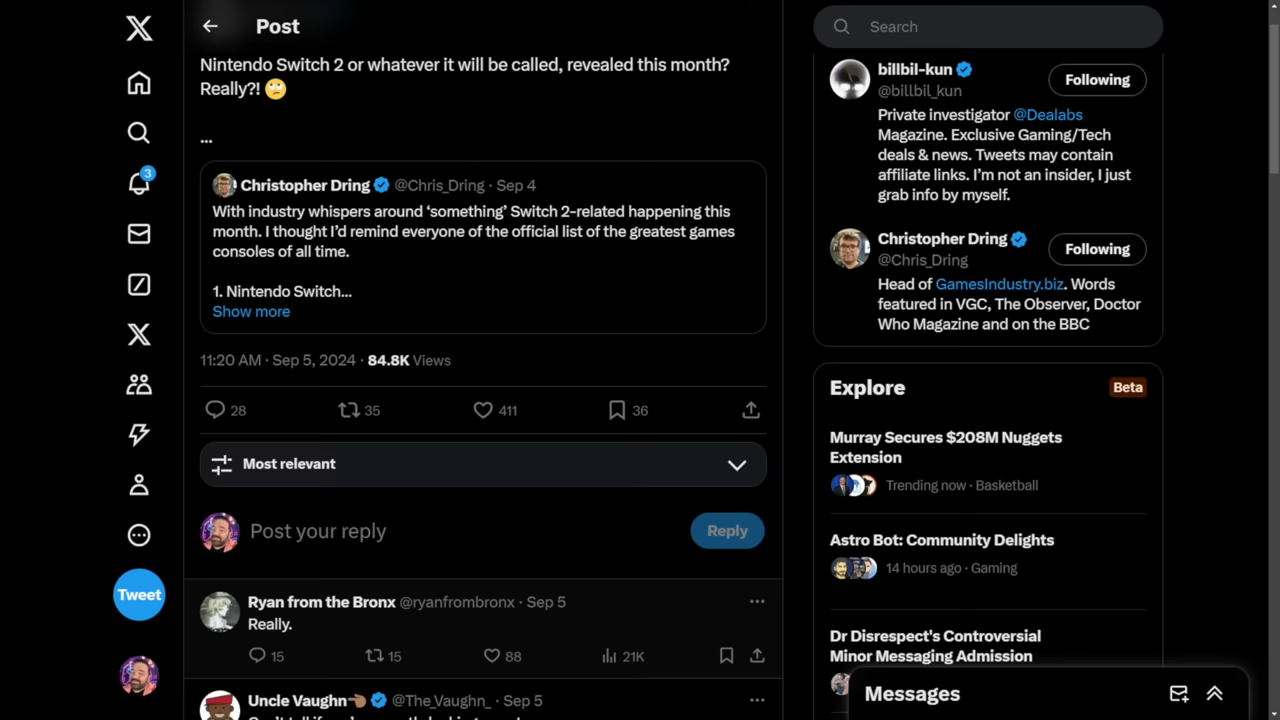 Post
Nintendo Switch 2 or whatever it will be called, revealed this month?
Really?! 🙄
...
Christopher Dring @Chris_Dring · Sep 4
With industry whispers around ‘something’ Switch 2-related happening this
month. I thought I’d remind everyone of the official list of the greatest games
consoles of all time.
1. Nintendo Switch...
Show more
11:20 AM · Sep 5, 2024 · 84.8K Views
28 35 411 36
Most relevant
Post your reply
Reply
Ryan from the Bronx @ryanfrombronx · Sep 5
Really.
15 15 88 21K
Uncle Vaughn @The_Vaughn_ · Sep 5
3
Tweet
Search
billbil-kun
@billbil_kun
Following
Private investigator @Dealabs
Magazine. Exclusive Gaming/Tech
deals & news. Tweets may contain
affiliate links. I’m not an insider, I just
grab info by myself.
Christopher Dring
@Chris_Dring
Following
Head of GamesIndustry.biz. Words
featured in VGC, The Observer, Doctor
Who Magazine and on the BBC
Explore
Beta
Murray Secures $208M Nuggets
Extension
Trending now · Basketball
Astro Bot: Community Delights
14 hours ago · Gaming
Dr Disrespect's Controversial
Minor Messaging Admission
Messages